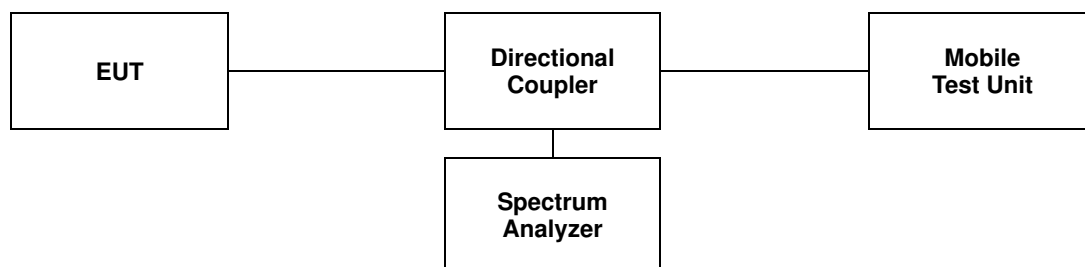 EUT
Directional
Coupler
Mobile
Test Unit
Spectrum
Analyzer